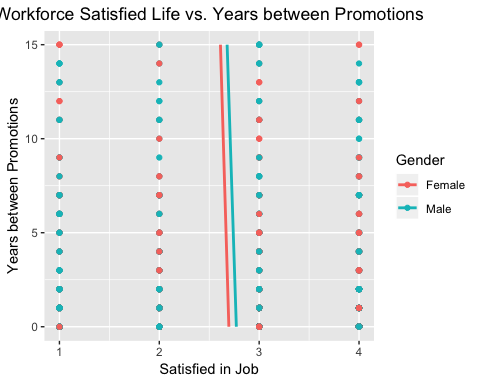 Workforce Satisfied Life vs. Years between Promotions
15
10
5
0
Years between Promotions
1 2 3 4
Satisfied in Job
Gender
Female
Male